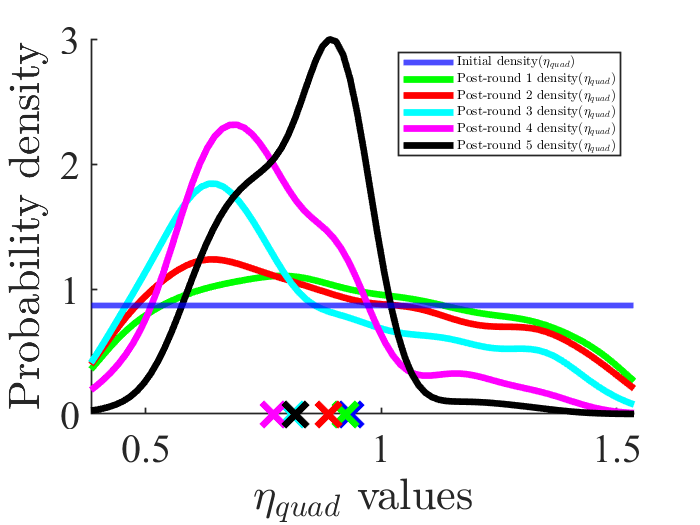 3
2
1
0
Probability density
Initial density(η_quad)
Post-round 1 density(η_quad)
Post-round 2 density(η_quad)
Post-round 3 density(η_quad)
Post-round 4 density(η_quad)
Post-round 5 density(η_quad)
0.5 1 1.5
η_quad values